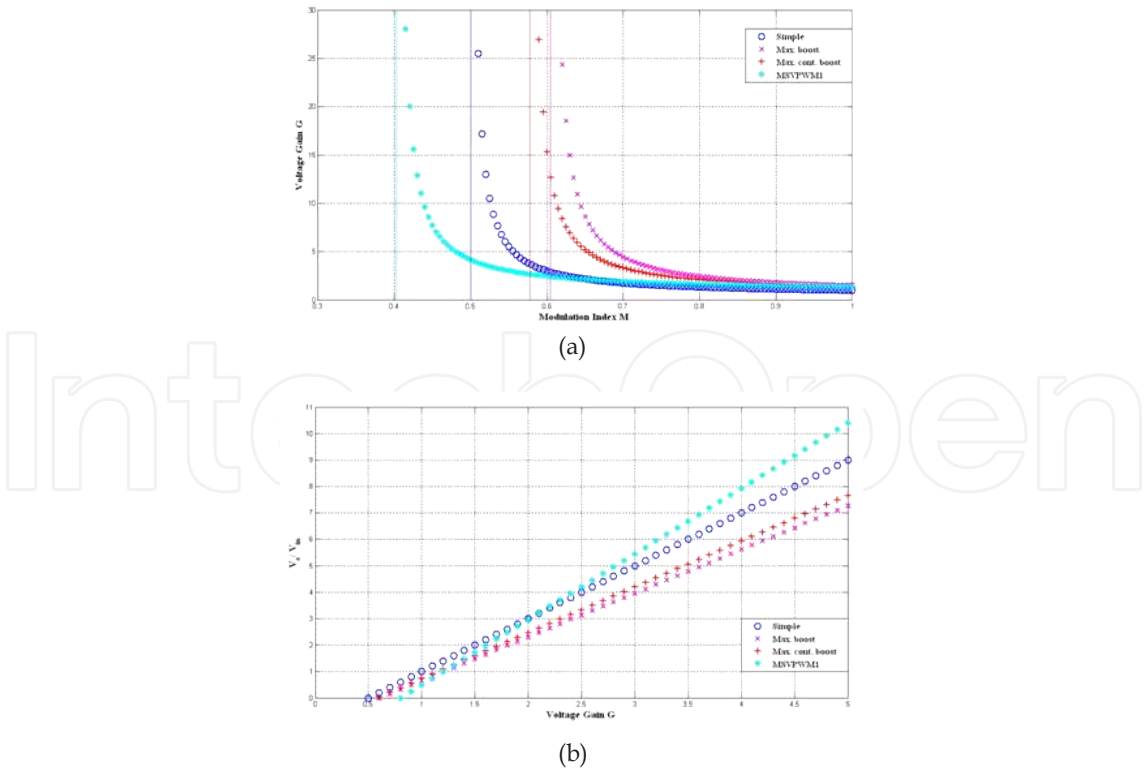 30
25
20
15
10
5
0
Voltage Gain G
0.3 0.4 0.5 0.6 0.7 0.8 0.9 1
Modulation Index M
Simple
Max. boost
Max. cont. boost
MSVPWM1
(a)
IntechOpen
11
10
9
8
7
6
5
4
3
2
1
0
Vs/ Vin
0 0.5 1 1.5 2 2.5 3 3.5 4 4.5 5
Voltage Gain G
Simple
Max. boost
Max. cont. boost
MSVPWM1
(b)